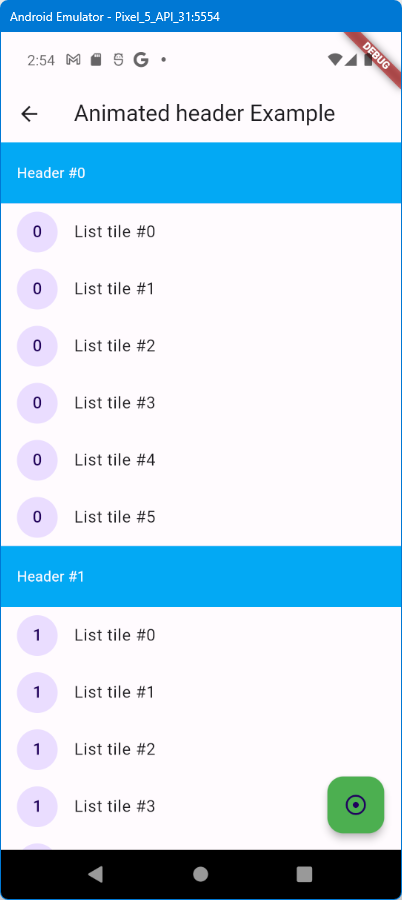 Android Emulator - Pixel_5_API_31:5554
2:54
DEBUG
Animated header Example
Header #0
0 List tile #0
0 List tile #1
0 List tile #2
0 List tile #3
0 List tile #4
0 List tile #5
Header #1
1 List tile #0
1 List tile #1
1 List tile #2
1 List tile #3